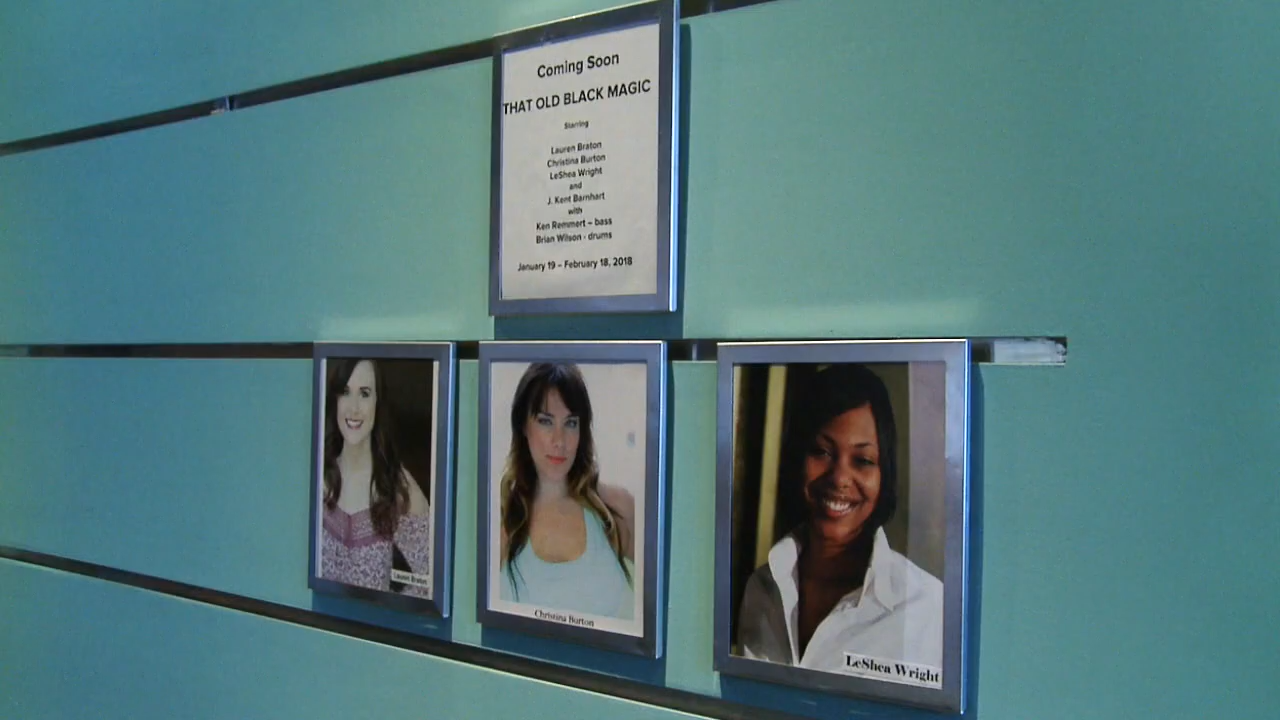 Coming Soon
THAT OLD BLACK MAGIC
Starring
Lauren Braton
Christina Burton
LeShea Wright
and
J. Kent Barnhart
with
Ken Remmert – bass
Brian Wilson - drums
January 19 – February 18, 2018
Lauren Braton
Christina Burton
LeShea Wright